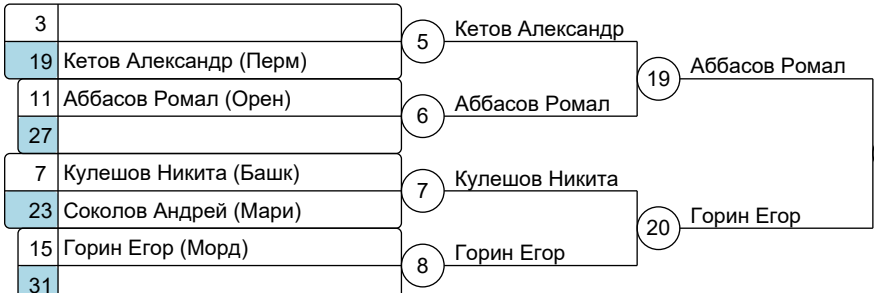 3
5
Кетов Александр
19 Кетов Александр (Перм)
19
Аббасов Ромал
11 Аббасов Ромал (Орен)
6
Аббасов Ромал
27
7 Кулешов Никита (Башк)
7
Кулешов Никита
23 Соколов Андрей (Мари)
20
Горин Егор
15 Горин Егор (Морд)
8
Горин Егор
31